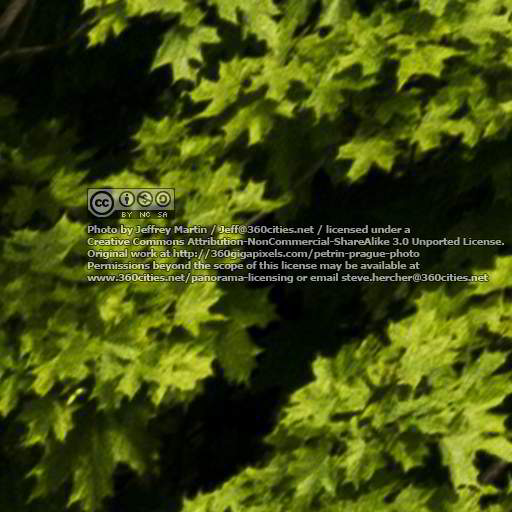 cc BY NC SA
Photo by Jeffrey Martin / Jeff@360cities.net / licensed under a
Creative Commons Attribution-NonCommercial-ShareAlike 3.0 Unported License.
Original work at http://360gigapixels.com/petrin-prague-photo
Permissions beyond the scope of this license may be available at
www.360cities.net/panorama-licensing or email steve.hercher@360cities.net